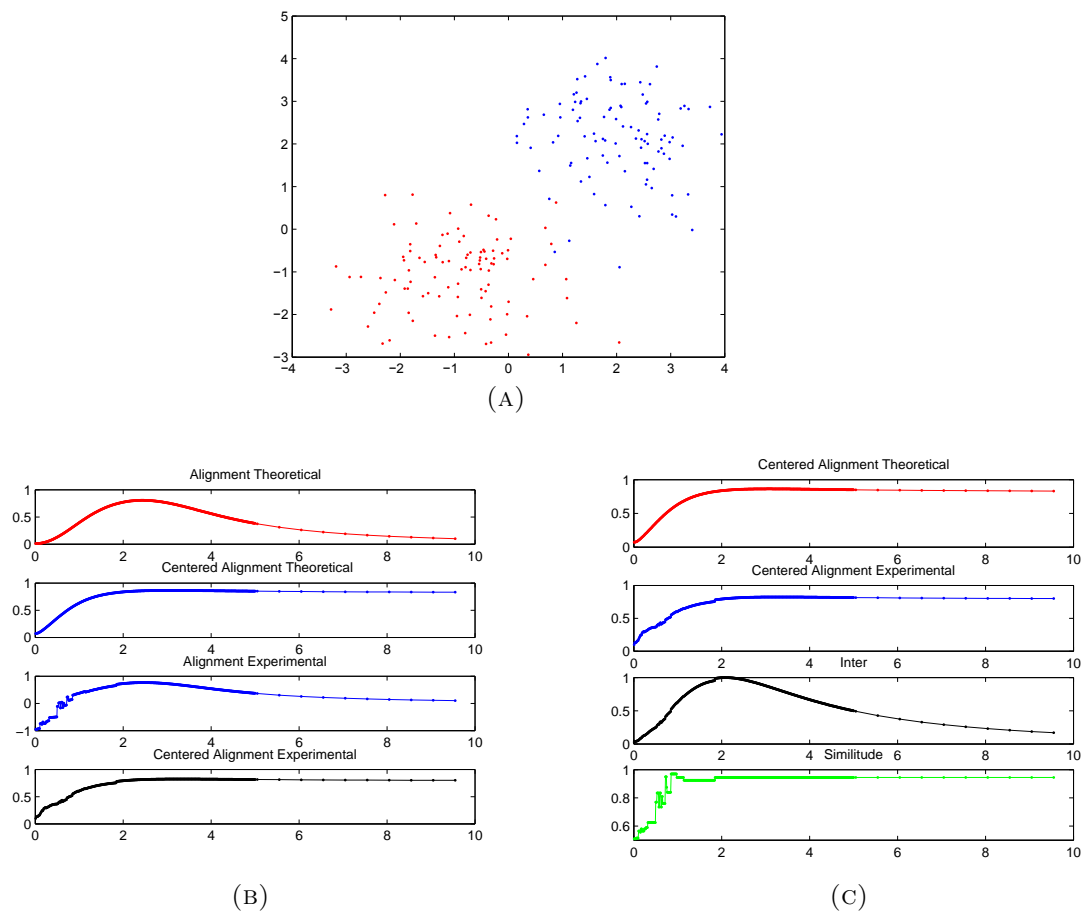 5
4
3
2
1
0
−1
−2
−3
−4 −3 −2 −1 0 1 2 3 4
(A)
Alignment Theoretical
1
0.5
0
0 2 4 6 8 10
Centered Alignment Theoretical
1
0.5
0
0 2 4 6 8 10
Alignment Experimental
1
0
−1
0 2 4 6 8 10
Centered Alignment Experimental
1
0.5
0
0 2 4 6 8 10
(B)
Centered Alignment Theoretical
1
0.5
0
0 2 4 6 8 10
Centered Alignment Experimental
1
0.5
0
0 2 4 6 8 10
Inter
1
0.5
0
0 2 4 6 8 10
Similitude
1
0.8
0.6
0 2 4 6 8 10
(C)